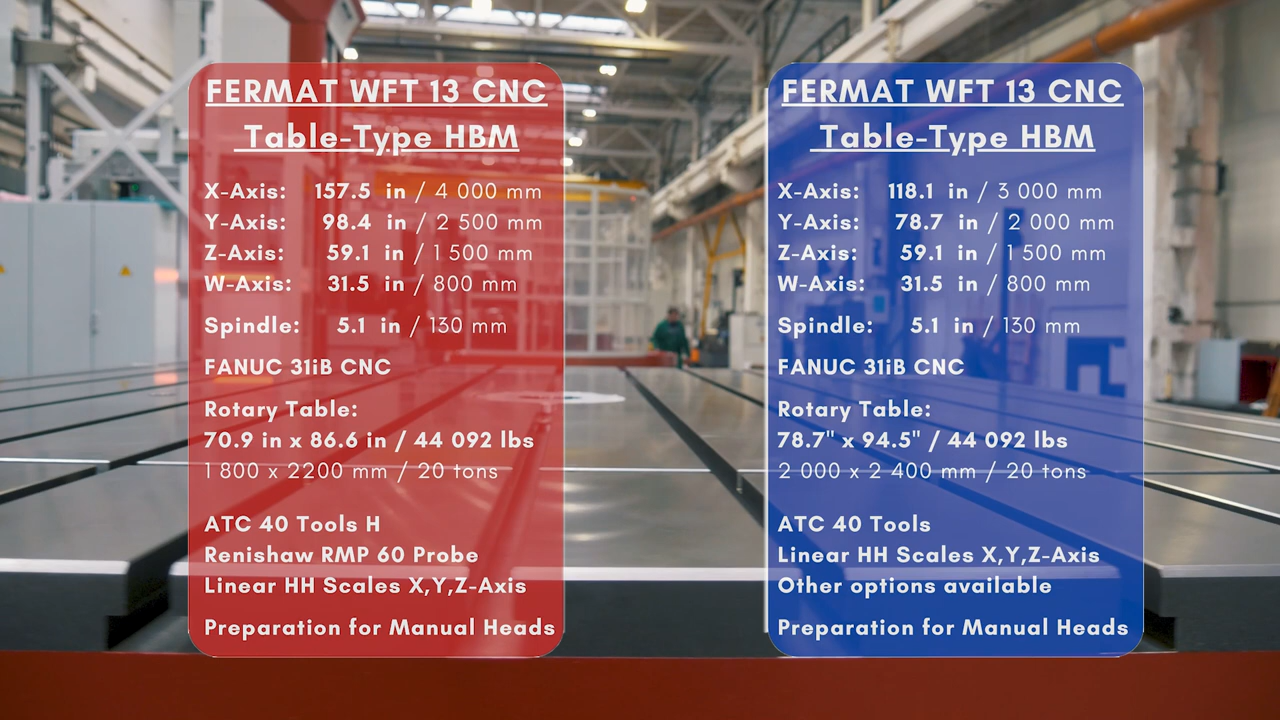 FERMAT WFT 13 CNC
Table-Type HBM
X-Axis: 157.5 in / 4 000 mm
Y-Axis: 98.4 in / 2 500 mm
Z-Axis: 59.1 in / 1 500 mm
W-Axis: 31.5 in / 800 mm
Spindle: 5.1 in / 130 mm
FANUC 31iB CNC
Rotary Table:
70.9 in x 86.6 in / 44 092 lbs
1 800 x 2200 mm / 20 tons
ATC 40 Tools H
Renishaw RMP 60 Probe
Linear HH Scales X,Y,Z-Axis
Preparation for Manual Heads
FERMAT WFT 13 CNC
Table-Type HBM
X-Axis: 118.1 in / 3 000 mm
Y-Axis: 78.7 in / 2 000 mm
Z-Axis: 59.1 in / 1 500 mm
W-Axis: 31.5 in / 800 mm
Spindle: 5.1 in / 130 mm
FANUC 31iB CNC
Rotary Table:
78.7" x 94.5" / 44 092 lbs
2 000 x 2 400 mm / 20 tons
ATC 40 Tools
Linear HH Scales X,Y,Z-Axis
Other options available
Preparation for Manual Heads